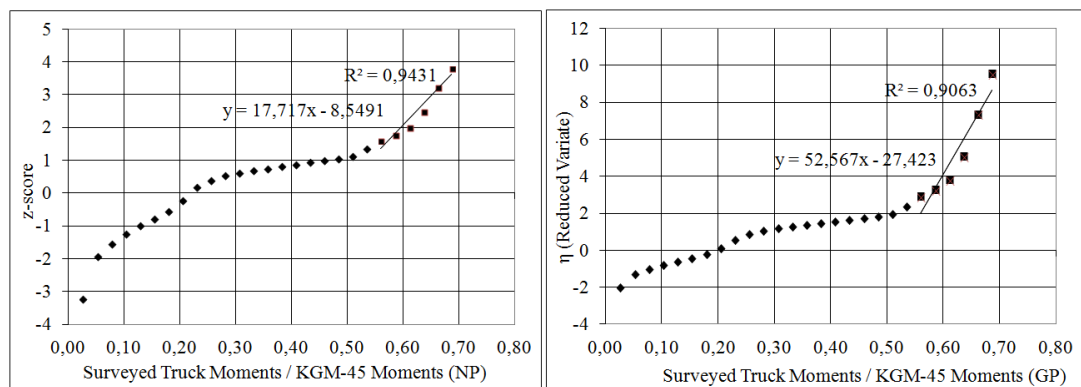 z-score
5
4
3
2
1
0
-1
-2
-3
-4
R² = 0,9431
y = 17,717x - 8,5491
0,00 0,10 0,20 0,30 0,40 0,50 0,60 0,70 0,80
Surveyed Truck Moments / KGM-45 Moments (NP)
η (Reduced Variate)
12
10
8
6
4
2
0
-2
-4
R² = 0,9063
y = 52,567x - 27,423
0,00 0,10 0,20 0,30 0,40 0,50 0,60 0,70 0,80
Surveyed Truck Moments / KGM-45 Moments (GP)